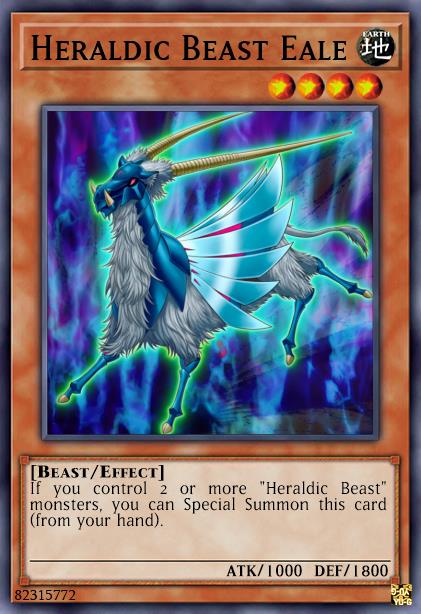 Heraldic Beast Eale
EARTH
地
[Beast/Effect]
If you control 2 or more "Heraldic Beast"
monsters, you can Special Summon this card
(from your hand).
ATK/1000 DEF/1800
82315772